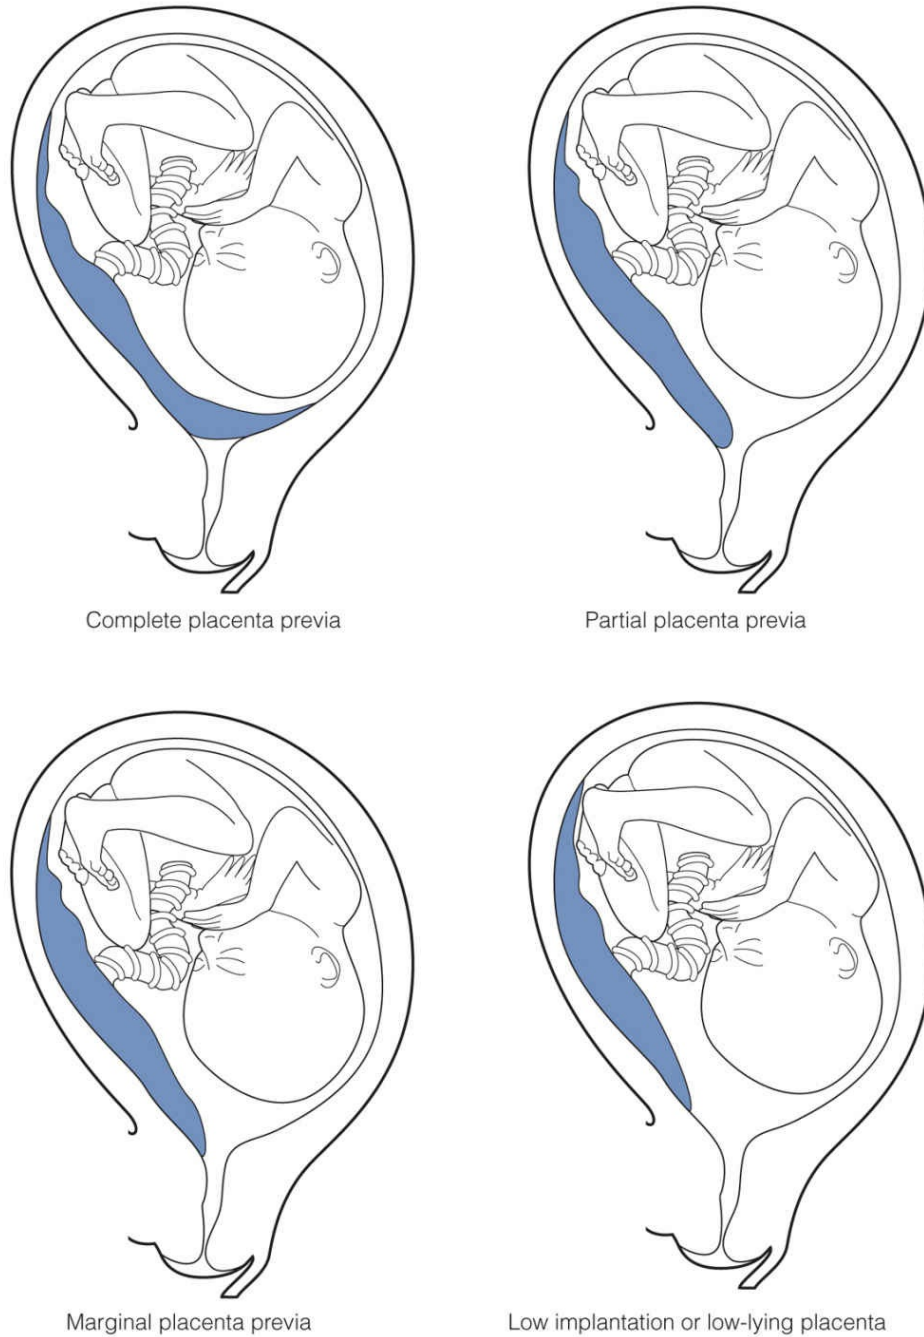 Complete placenta previa
Partial placenta previa
Marginal placenta previa
Low implantation or low-lying placenta